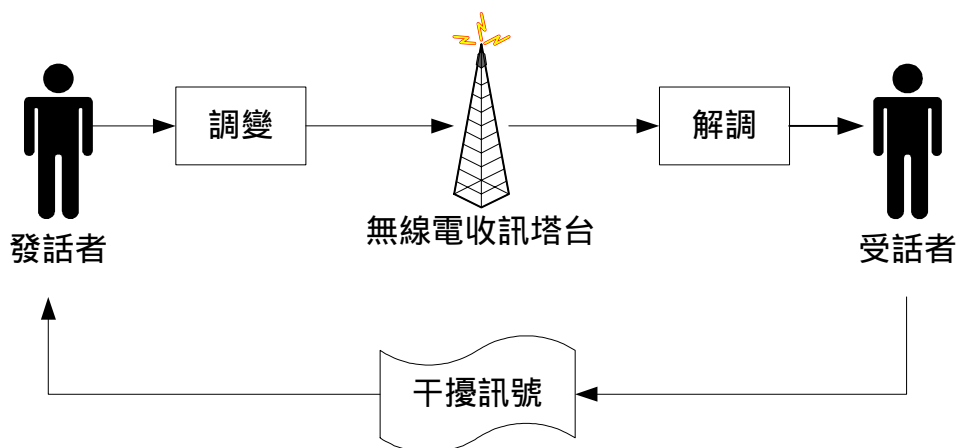 調變
解調
無線電收訊塔台
發話者
受話者
干擾訊號